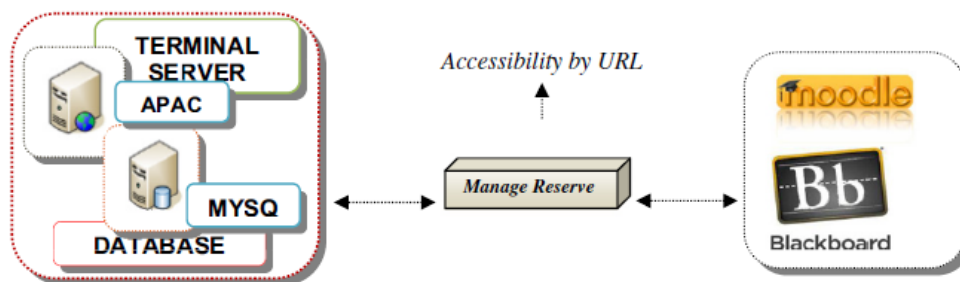 TERMINAL
SERVER
APAC
MYSQ
DATABASE
Accessibility by URL
Manage Reserve
moodle
Bb
Blackboard